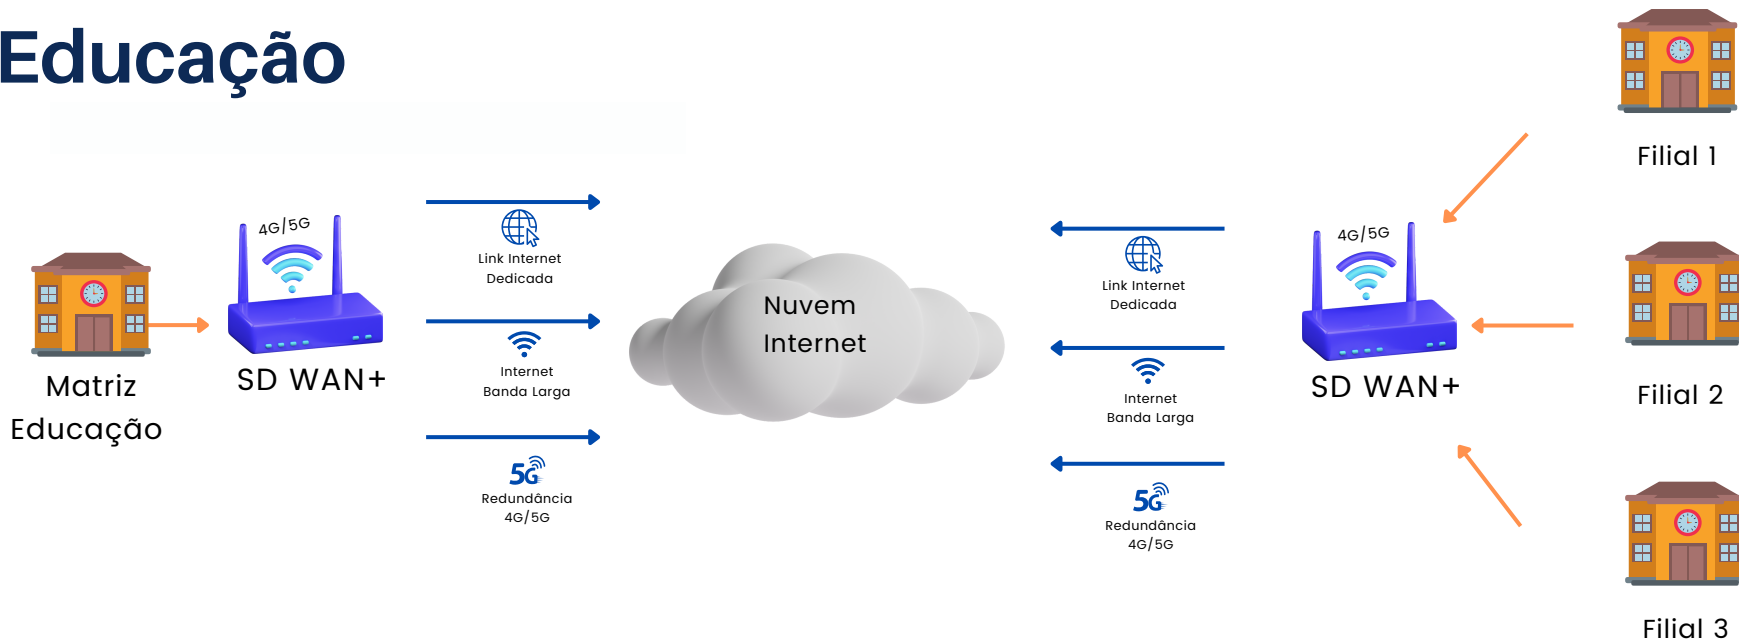 Educação
Matriz
Educação
4G/5G
SD WAN+
Link Internet
Dedicada
Internet
Banda Larga
5G
Redundância
4G/5G
Nuvem
Internet
Link Internet
Dedicada
Internet
Banda Larga
5G
Redundância
4G/5G
4G/5G
SD WAN+
Filial 1
Filial 2
Filial 3